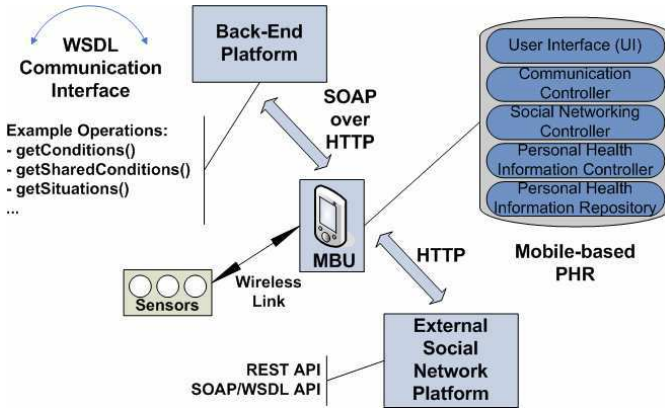 WSDL
Communication
Interface
Back-End
Platform
Example Operations:
- getConditions()
- getSharedConditions()
- getSituations()
...
SOAP
over
HTTP
User Interface (UI)
Communication
Controller
Social Networking
Controller
Personal Health
Information Controller
Personal Health
Information Repository
Mobile-based
PHR
MBU
HTTP
Wireless
Link
Sensors
External
Social
Network
Platform
REST API
SOAP/WSDL API